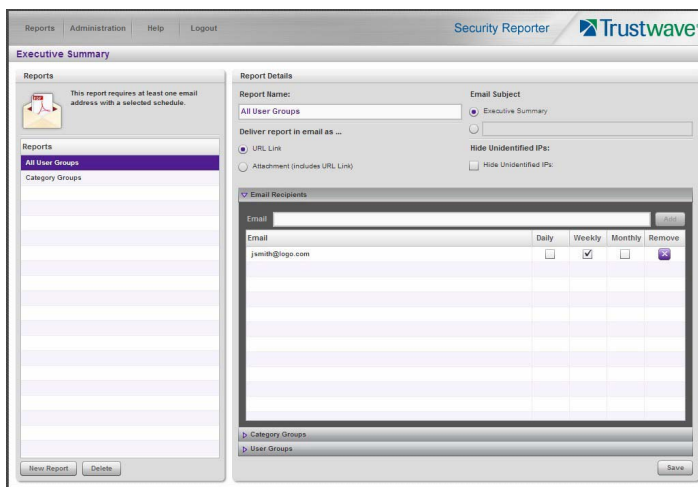 Reports Administration Help Logout
Security Reporter
Trustwave
Executive Summary
Reports
PDF
This report requires at least one email
address with a selected schedule.
Reports
All User Groups
Category Groups
New Report Delete
Report Details
Report Name:
All User Groups
Deliver report in email as ...
URL Link
Attachment (includes URL Link)
Email Subject
Executive Summary
Hide Unidentified IPs:
Hide Unidentified IPs:
Email Recipients
Email Add
Email Daily Weekly Monthly Remove
jsmith@logo.com
Category Groups
User Groups
Save